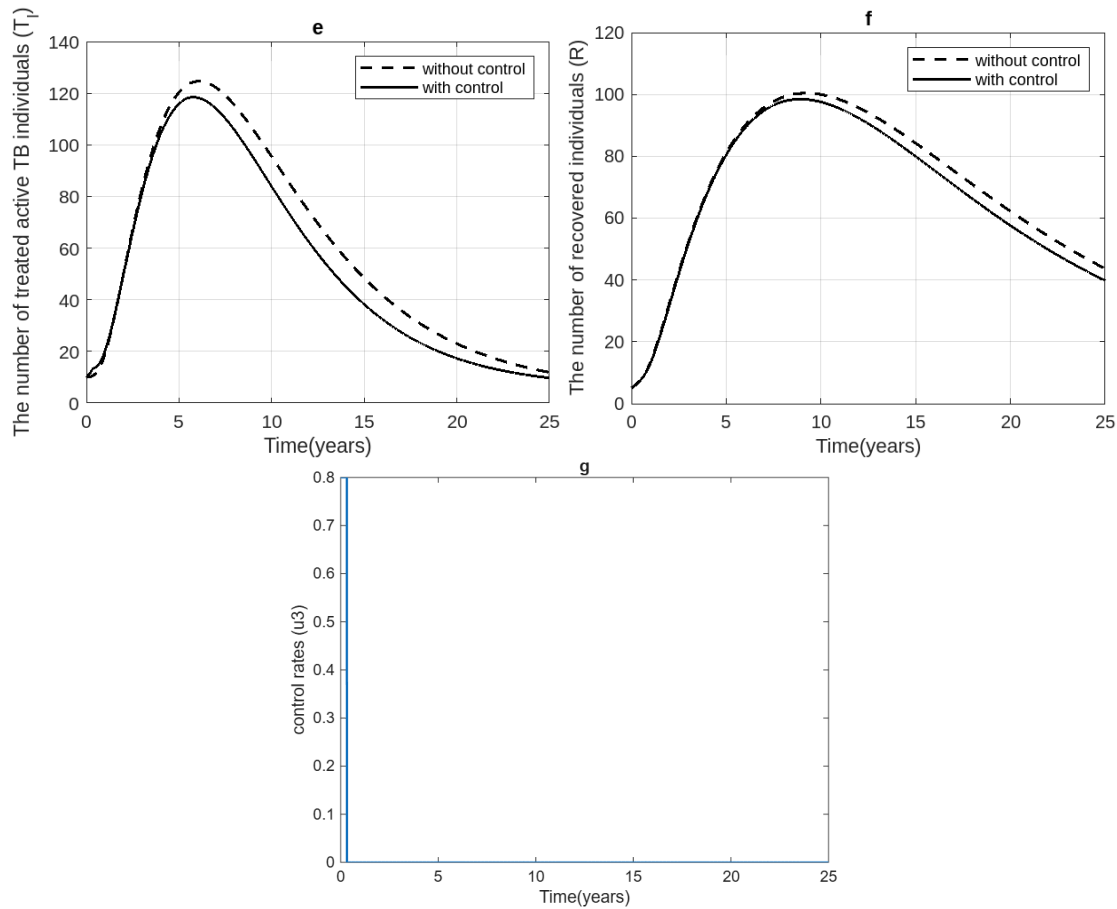 e
The number of treated active TB individuals (T_I)
140
120
100
80
60
40
20
0
without control
with control
0 5 10 15 20 25
Time(years)
f
The number of recovered individuals (R)
120
100
80
60
40
20
0
without control
with control
0 5 10 15 20 25
Time(years)
g
control rates (u3)
0.8
0.7
0.6
0.5
0.4
0.3
0.2
0.1
0
0 5 10 15 20 25
Time(years)